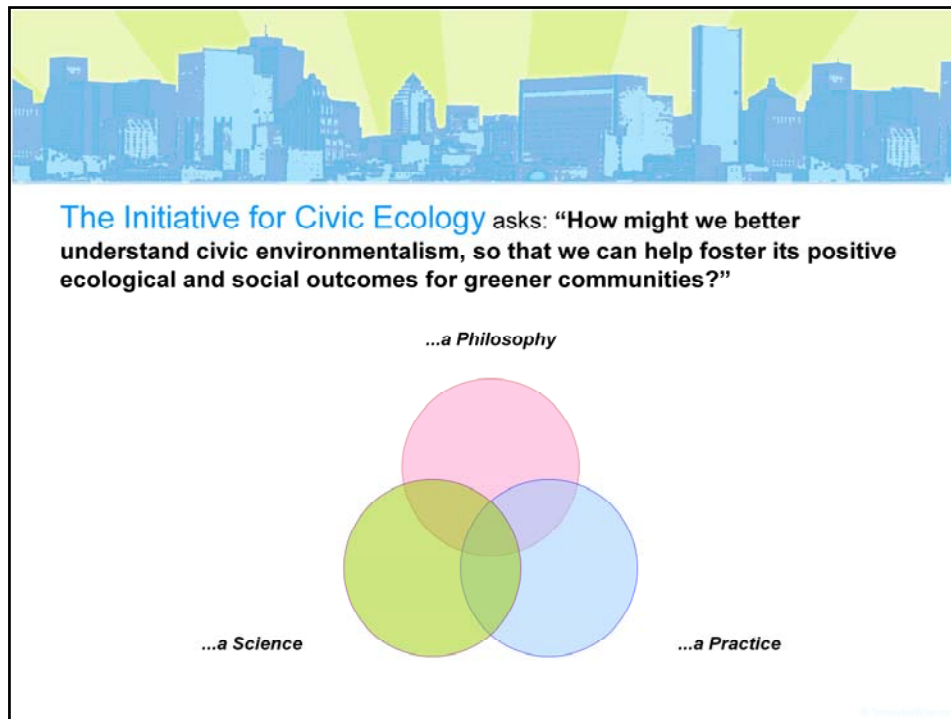 The Initiative for Civic Ecology asks: “How might we better
understand civic environmentalism, so that we can help foster its positive
ecological and social outcomes for greener communities?”
...a Philosophy
...a Science
...a Practice